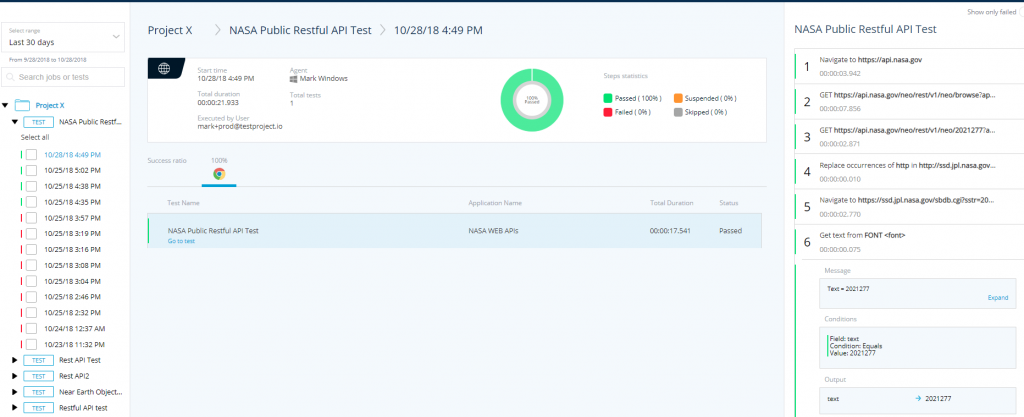 Show only failed
Select range
Last 30 days
From 9/28/2018 to 10/28/2018
Search jobs or tests
Project X
TEST NASA Public Restf...
Select all
10/28/18 4:49 PM
10/25/18 5:02 PM
10/25/18 4:38 PM
10/25/18 4:35 PM
10/25/18 3:57 PM
10/25/18 3:19 PM
10/25/18 3:16 PM
10/25/18 3:08 PM
10/25/18 3:04 PM
10/25/18 2:46 PM
10/25/18 2:32 PM
10/24/18 12:37 AM
10/23/18 11:32 PM
TEST Rest API Test
TEST Rest API2
TEST Near Earth Object...
TEST Restful API test
Project X NASA Public Restful API Test 10/28/18 4:49 PM
Start time
10/28/18 4:49 PM
Total duration
00:00:21.933
Executed by User
mark+prod@testproject.io
Agent
Mark Windows
Total tests
1
100%
Passed
Steps statistics
Passed ( 100% ) Suspended ( 0% )
Failed ( 0% ) Skipped ( 0% )
Success ratio 100%
Test Name Application Name Total Duration Status
NASA Public Restful API Test NASA WEB APIs 00:00:17.541 Passed
Go to test
NASA Public Restful API Test
1 Navigate to https://api.nasa.gov
00:00:03.942
2 GET https://api.nasa.gov/neo/rest/v1/neo/browse?ap...
00:00:07.856
3 GET https://api.nasa.gov/neo/rest/v1/neo/2021277?a...
00:00:02.871
4 Replace occurrences of http in http://ssd.jpl.nasa.gov...
00:00:00.010
5 Navigate to https://ssd.jpl.nasa.gov/sbdb.cgi?sstr=20...
00:00:02.770
6 Get text from FONT <font>
00:00:00.075
Message
Text = 2021277
Expand
Conditions
Field: text
Condition: Equals
Value: 2021277
Output
text → 2021277